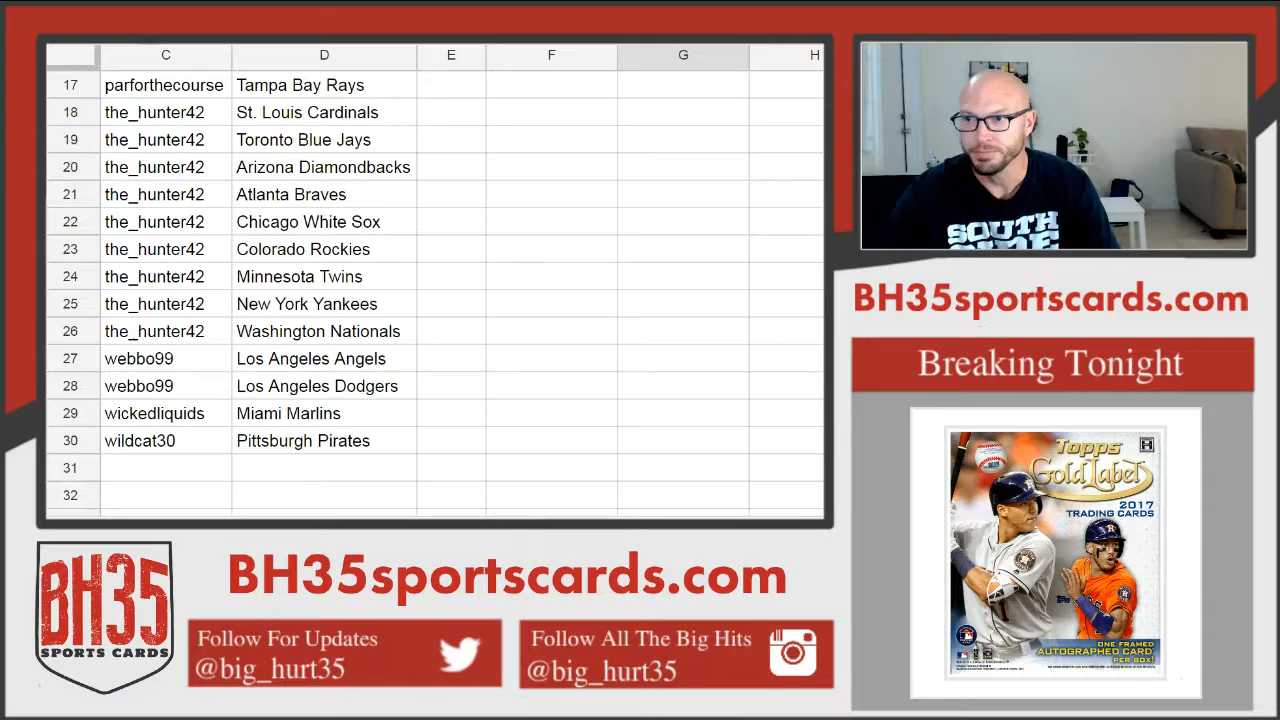 C D E F G H
17 parforthecourse Tampa Bay Rays
18 the_hunter42 St. Louis Cardinals
19 the_hunter42 Toronto Blue Jays
20 the_hunter42 Arizona Diamondbacks
21 the_hunter42 Atlanta Braves
22 the_hunter42 Chicago White Sox
23 the_hunter42 Colorado Rockies
24 the_hunter42 Minnesota Twins
25 the_hunter42 New York Yankees
26 the_hunter42 Washington Nationals
27 webbo99 Los Angeles Angels
28 webbo99 Los Angeles Dodgers
29 wickedliquids Miami Marlins
30 wildcat30 Pittsburgh Pirates
31
32
SOUTH
SIDE
BH35sportscards.com
Breaking Tonight
H
Topps
Gold Label
2017
TRADING CARDS
ONE FRAMED
AUTOGRAPHED CARD
PER BOX!
BH35
SPORTS CARDS
BH35sportscards.com
Follow For Updates
@big_hurt35
Follow All The Big Hits
@big_hurt35